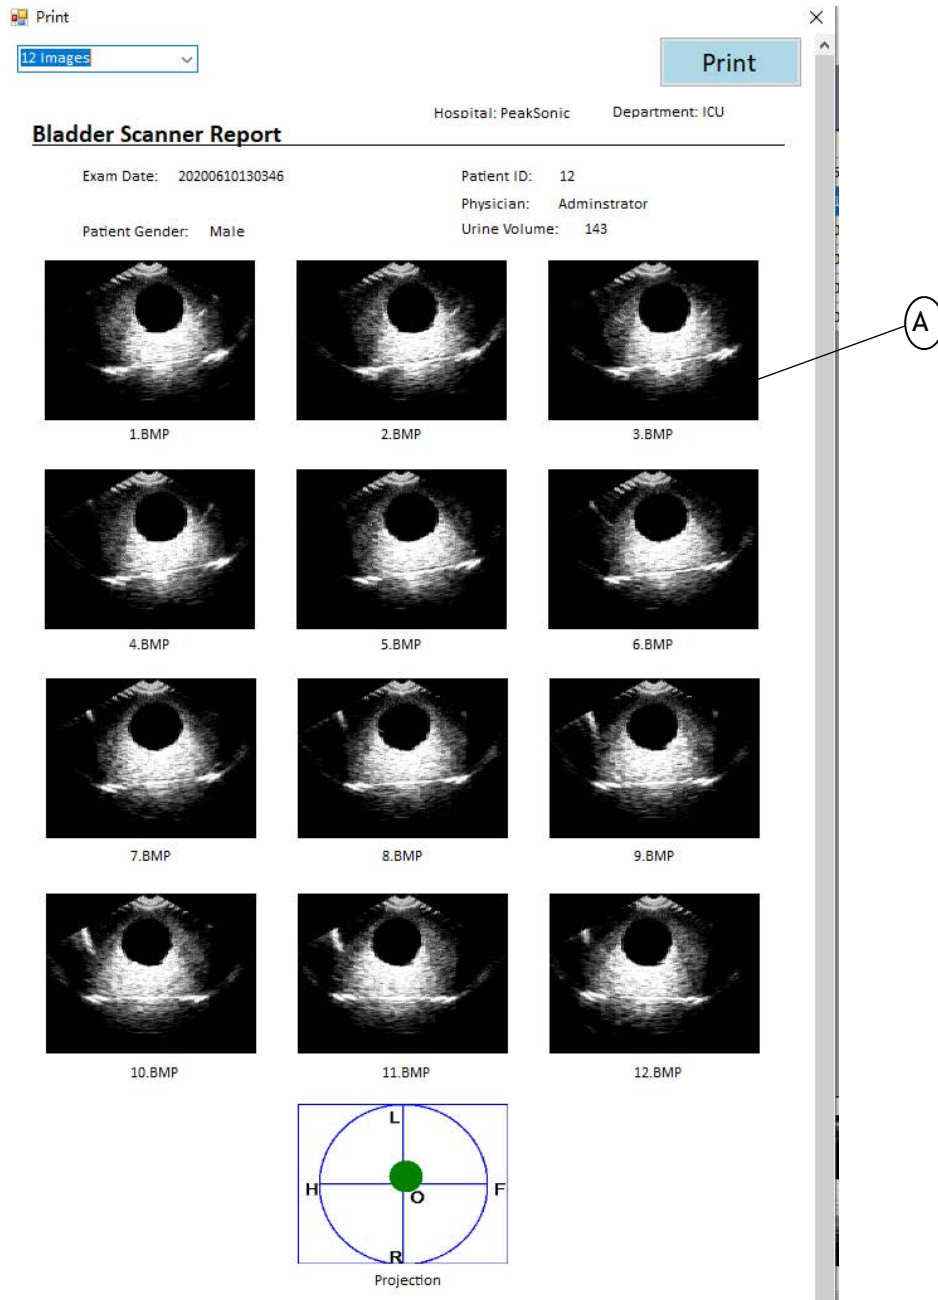 Print
12 Images
Print
Hospital: PeakSonic Department: ICU
Bladder Scanner Report
Exam Date: 20200610130346 Patient ID: 12
Physician: Adminstrator
Patient Gender: Male Urine Volume: 143
A
1.BMP 2.BMP 3.BMP
4.BMP 5.BMP 6.BMP
7.BMP 8.BMP 9.BMP
10.BMP 11.BMP 12.BMP
L
H F
O
R
Projection